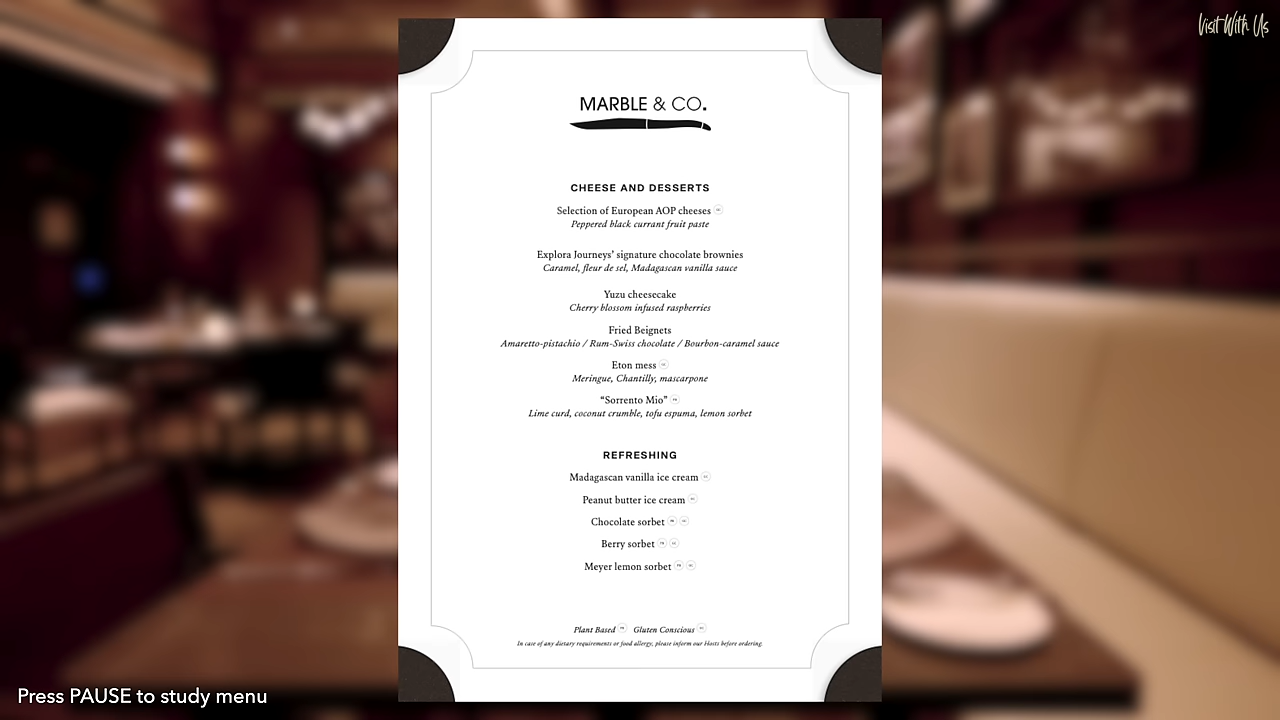 Visit With Us
MARBLE & CO.
CHEESE AND DESSERTS
Selection of European AOP cheeses
Peppered black currant fruit paste
Explora Journeys’ signature chocolate brownies
Caramel, fleur de sel, Madagascan vanilla sauce
Yuzu cheesecake
Cherry blossom infused raspberries
Fried Beignets
Amaretto-pistachio / Rum-Swiss chocolate / Bourbon-caramel sauce
Eton mess
Meringue, Chantilly, mascarpone
“Sorrento Mio”
Lime curd, coconut crumble, tofu espuma, lemon sorbet
REFRESHING
Madagascan vanilla ice cream
Peanut butter ice cream
Chocolate sorbet
Berry sorbet
Meyer lemon sorbet
Plant Based Gluten Conscious
In case of any dietary requirements or food allergy, please inform our Hosts before ordering.
Press PAUSE to study menu